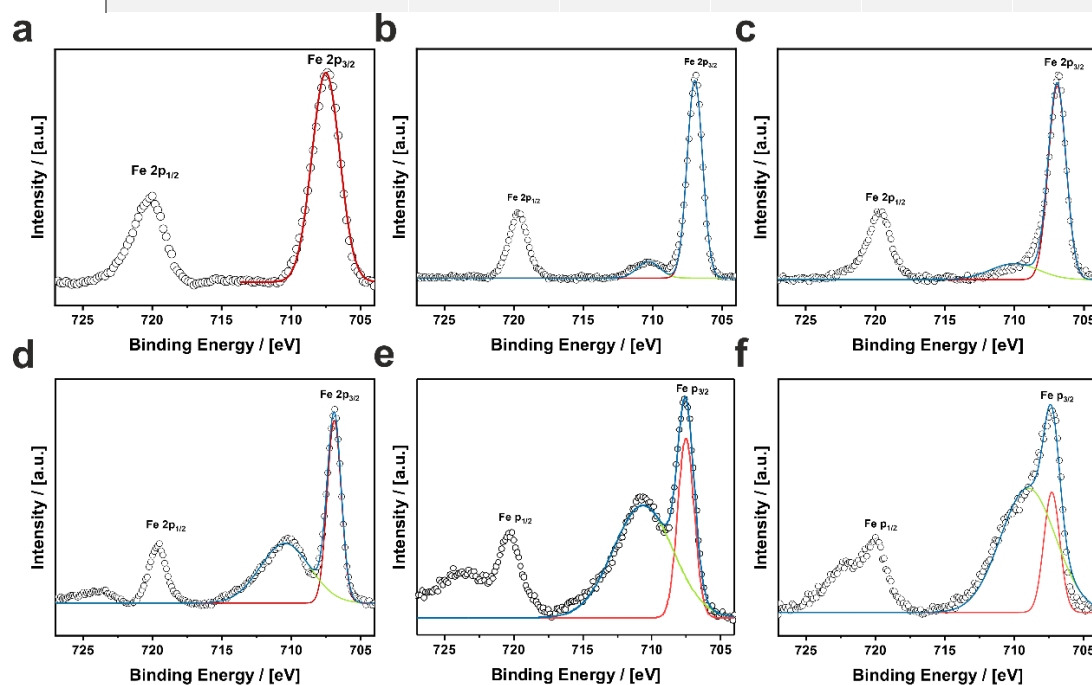 a
Fe 2p3/2
Fe 2p1/2
Intensity / [a.u.]
725 720 715 710 705
Binding Energy / [eV]
b
Fe 2p3/2
Fe 2p1/2
Intensity / [a.u.]
725 720 715 710 705
Binding Energy / [eV]
c
Fe 2p3/2
Fe 2p1/2
Intensity / [a.u.]
725 720 715 710 705
Binding Energy / [eV]
d
Fe 2p3/2
Fe 2p1/2
Intensity / [a.u.]
725 720 715 710 705
Binding Energy / [eV]
e
Fe p3/2
Fe p1/2
Intensity / [a.u.]
725 720 715 710 705
Binding Energy / [eV]
f
Fe p3/2
Fe p1/2
Intensity / [a.u.]
725 720 715 710 705
Binding Energy / [eV]